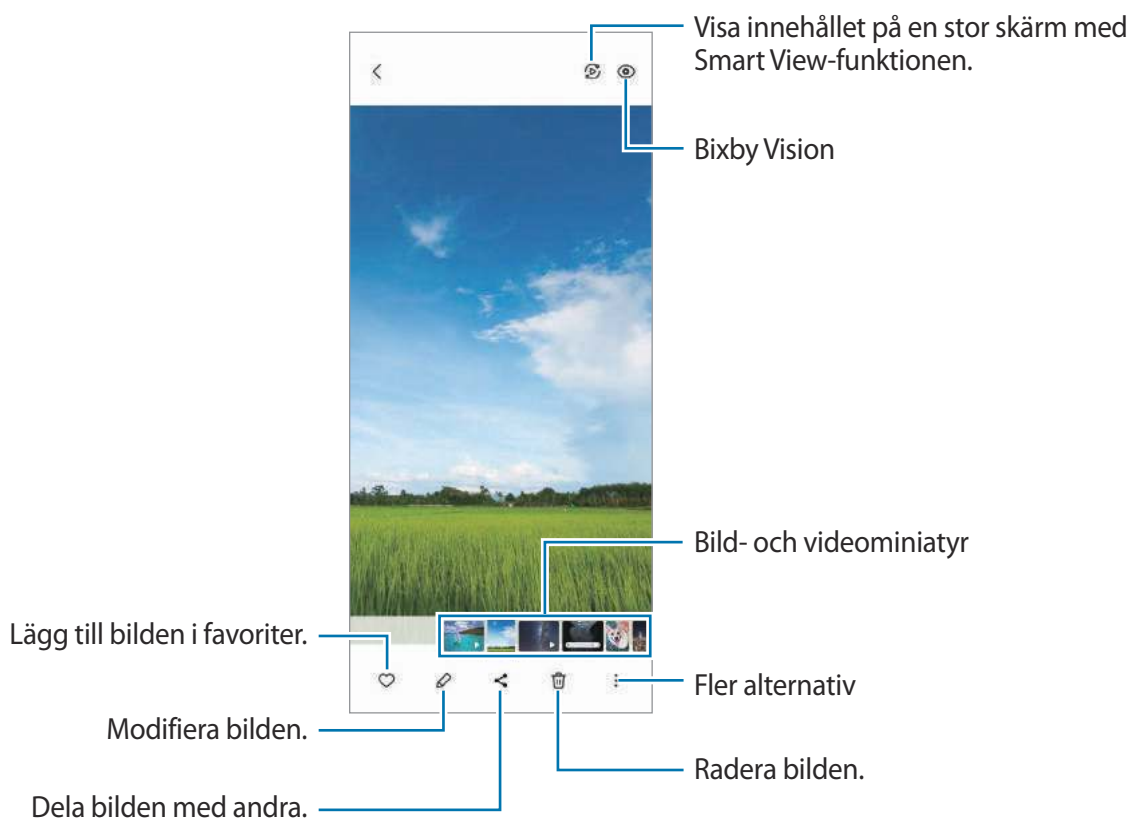 Visa innehållet på en stor skärm med
Smart View-funktionen.
Bixby Vision
Bild- och videominiatyr
Lägg till bilden i favoriter.
Fler alternativ
Modifiera bilden.
Radera bilden.
Dela bilden med andra.